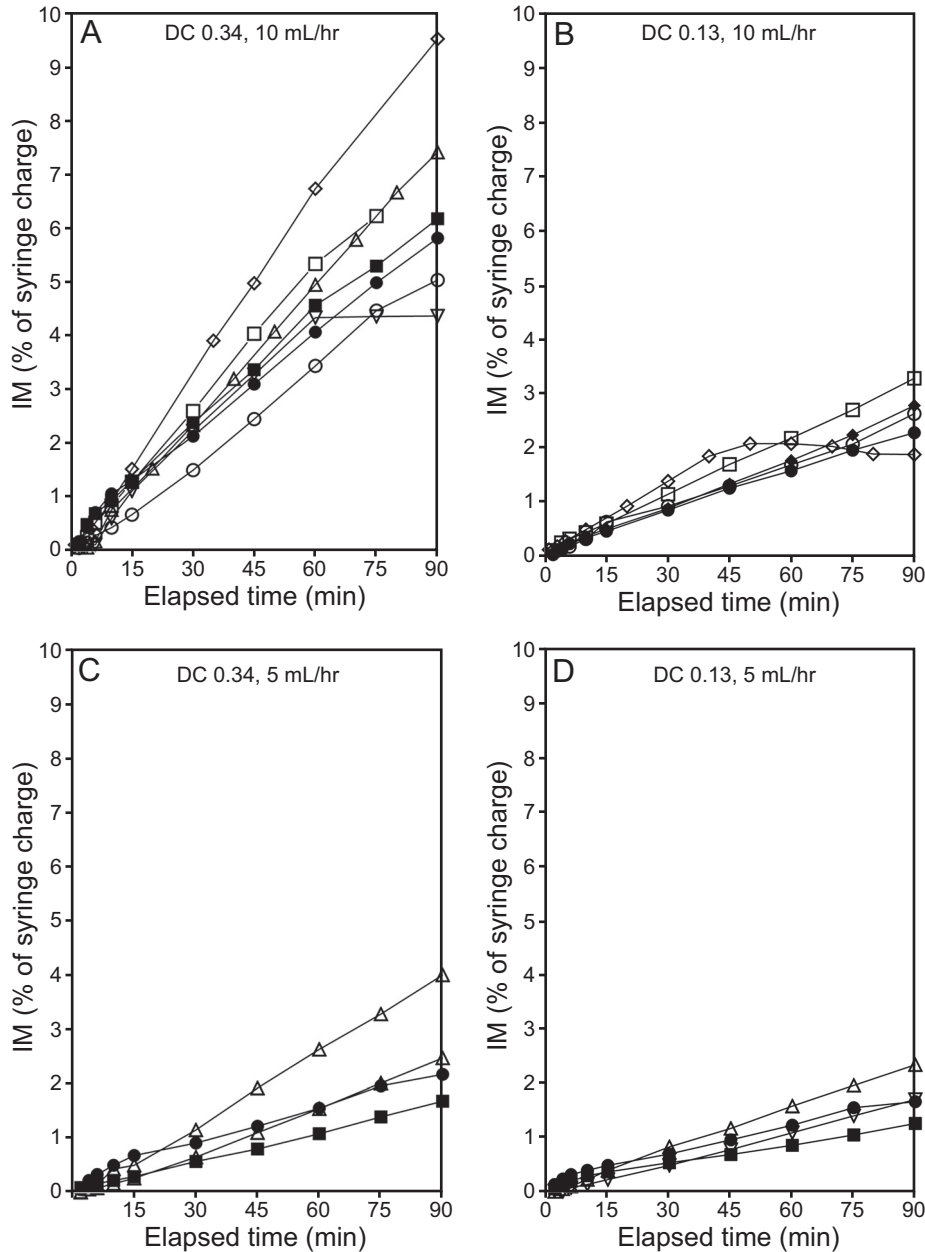 A
DC 0.34, 10 mL/hr
IM (% of syringe charge)
10
9
8
7
6
5
4
3
2
1
0
0 15 30 45 60 75 90
Elapsed time (min)
B
DC 0.13, 10 mL/hr
IM (% of syringe charge)
10
9
8
7
6
5
4
3
2
1
0
0 15 30 45 60 75 90
Elapsed time (min)
C
DC 0.34, 5 mL/hr
IM (% of syringe charge)
10
9
8
7
6
5
4
3
2
1
0
0 15 30 45 60 75 90
Elapsed time (min)
D
DC 0.13, 5 mL/hr
IM (% of syringe charge)
10
9
8
7
6
5
4
3
2
1
0
0 15 30 45 60 75 90
Elapsed time (min)